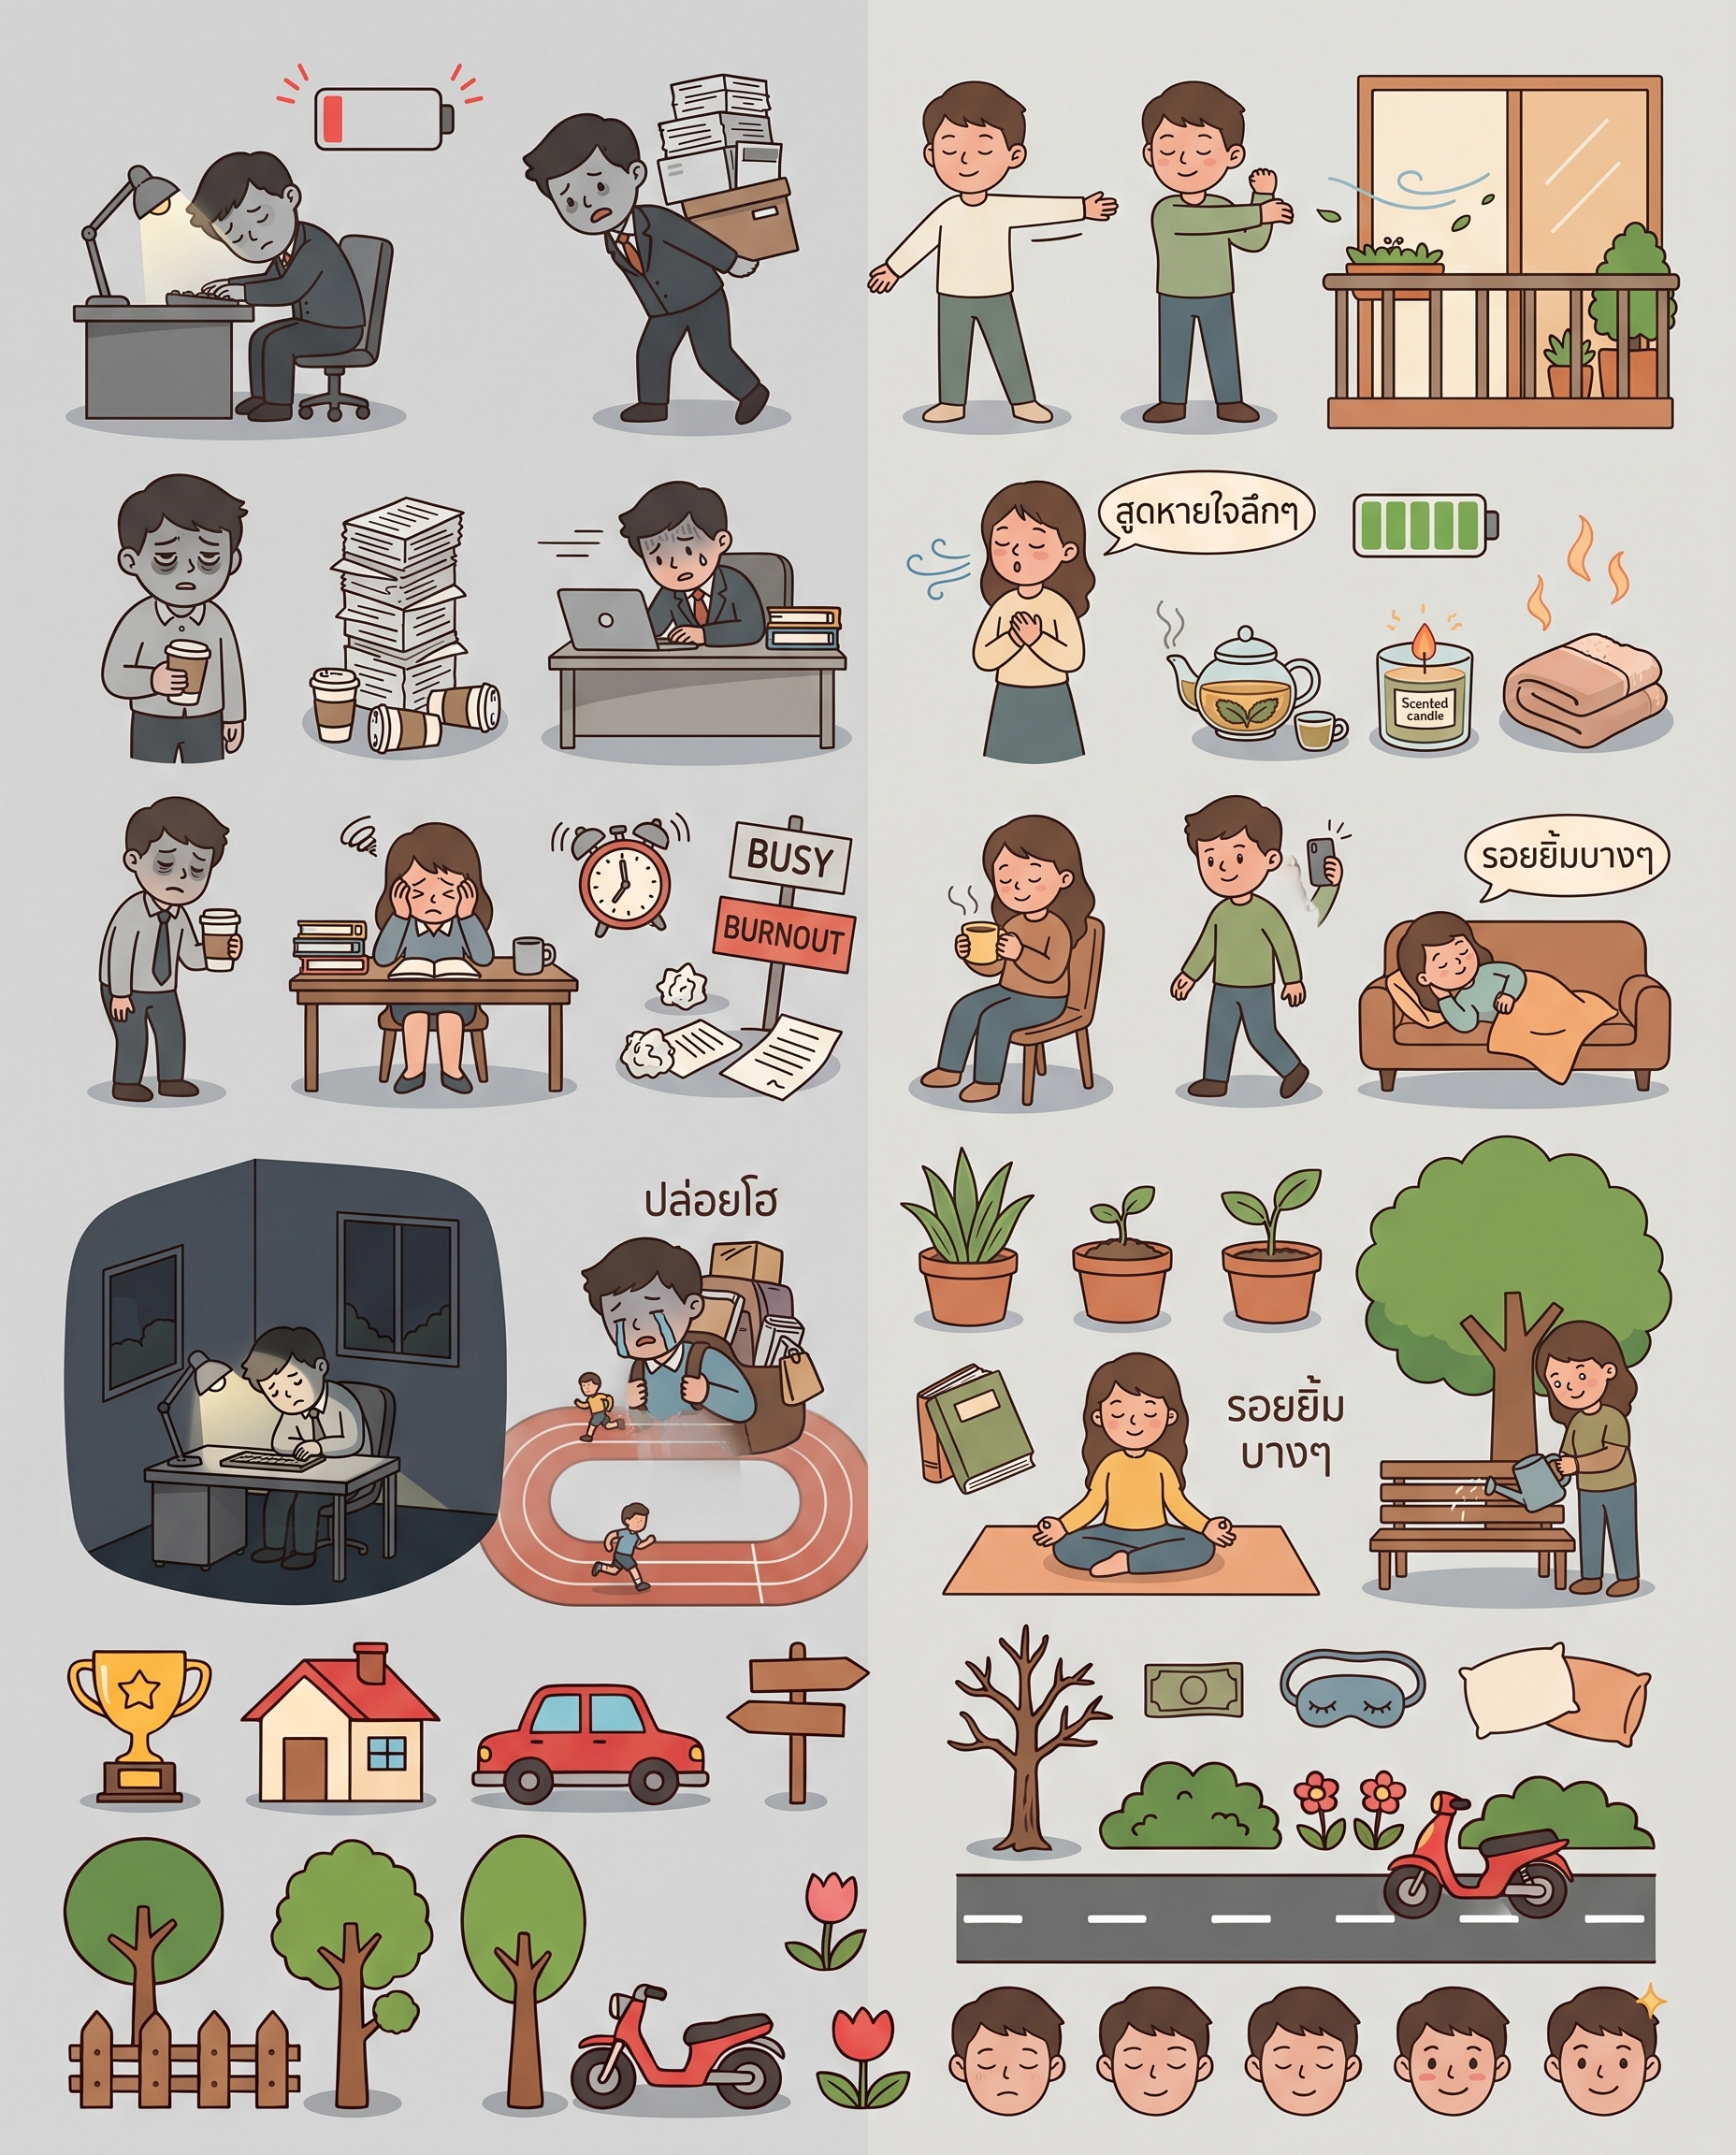 สูดหายใจลึกๆ
Scented
candle
BUSY
BURNOUT
รอยยิ้มบางๆ
ปล่อยโฮ
รอยยิ้ม
บางๆ